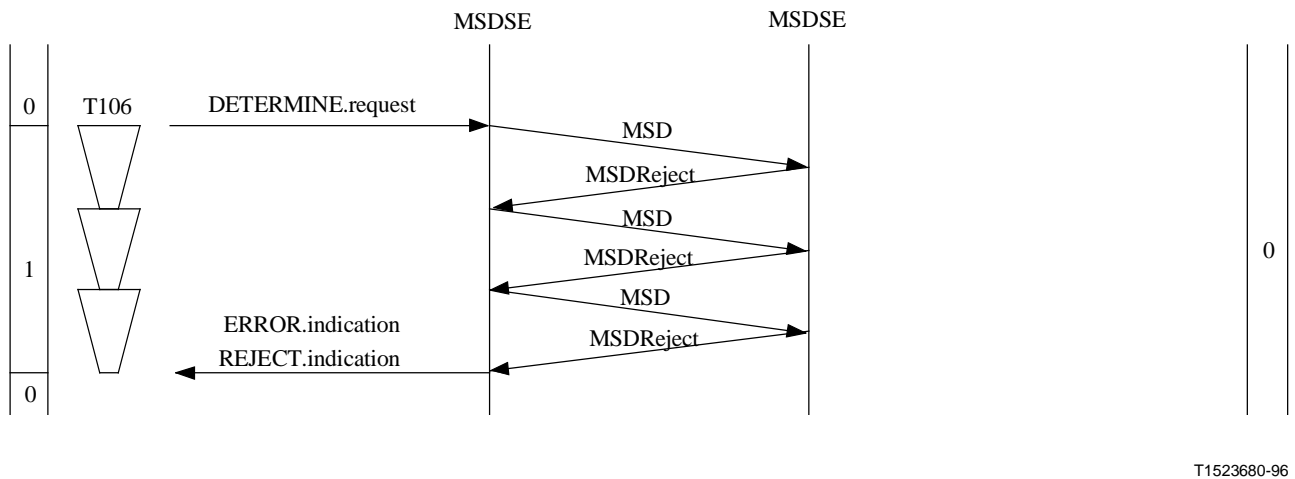 MSDSE
MSDSE
0
T106
DETERMINE.request
MSD
MSDReject
MSD
MSDReject
1
0
MSD
ERROR.indication
MSDReject
REJECT.indication
0
T1523680-96